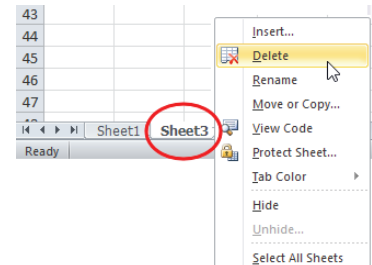 43
44
45
46
47
Sheet1 Sheet3
Ready
Insert...
Delete
Rename
Move or Copy...
View Code
Protect Sheet...
Tab Color
Hide
Unhide...
Select All Sheets